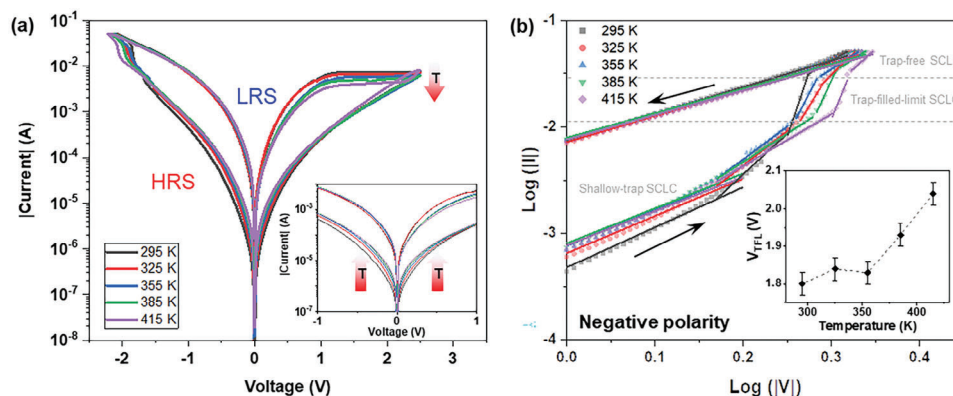 (a)
10-1
10-2
10-3
10-4
10-5
10-6
10-7
10-8
|Current| (A)
LRS
HRS
T
295 K
325 K
355 K
385 K
415 K
|Current| (A)
10-3
10-5
10-7
T
T
-1
0
1
Voltage (V)
-2
-1
0
1
2
3
Voltage (V)
(b)
-1
-2
-3
-4
Log (|I|)
295 K
325 K
355 K
385 K
415 K
Trap-free SCL
Trap-filled-limit SCLC
Shallow-trap SCLC
Negative polarity
VTFL (V)
2.1
2.0
1.9
1.8
300
350
400
Temperature (K)
0.0
0.1
0.2
0.3
0.4
Log (|V|)